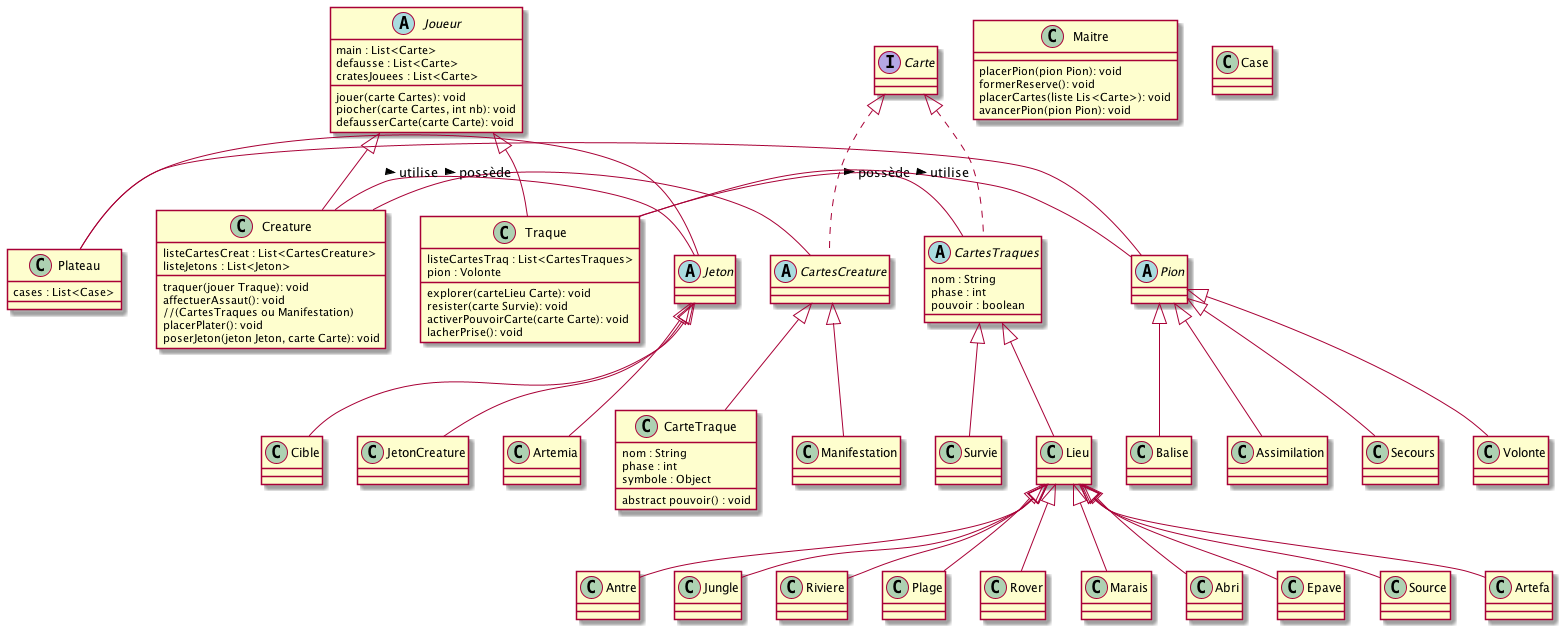 A Joueur
main : List<Carte>
defausse : List<Carte>
cratesJouees : List<Carte>
jouer(carte Cartes): void
piocher(carte Cartes, int nb): void
defausserCarte(carte Carte): void
I Carte
C Maitre
placerPion(pion Pion): void
formerReserve(): void
placerCartes(liste Lis<Carte>): void
avancerPion(pion Pion): void
C Case
utilise
possède
possède
utilise
C Plateau
cases : List<Case>
C Creature
listeCartesCreat : List<CartesCreature>
listeJetons : List<Jeton>
traquer(jouer Traque): void
affectuerAssaut(): void
//(CartesTraques ou Manifestation)
placerPlater(): void
poserJeton(jeton Jeton, carte Carte): void
C Traque
listeCartesTraq : List<CartesTraques>
pion : Volonte
explorer(carteLieu Carte): void
resister(carte Survie): void
activerPouvoirCarte(carte Carte): void
lacherPrise(): void
A Jeton
A CartesCreature
A CartesTraques
nom : String
phase : int
pouvoir : boolean
A Pion
C Cible
C JetonCreature
C Artemia
C CarteTraque
nom : String
phase : int
symbole : Object
abstract pouvoir() : void
C Manifestation
C Survie
C Lieu
C Balise
C Assimilation
C Secours
C Volonte
C Antre
C Jungle
C Riviere
C Plage
C Rover
C Marais
C Abri
C Epave
C Source
C Artefa